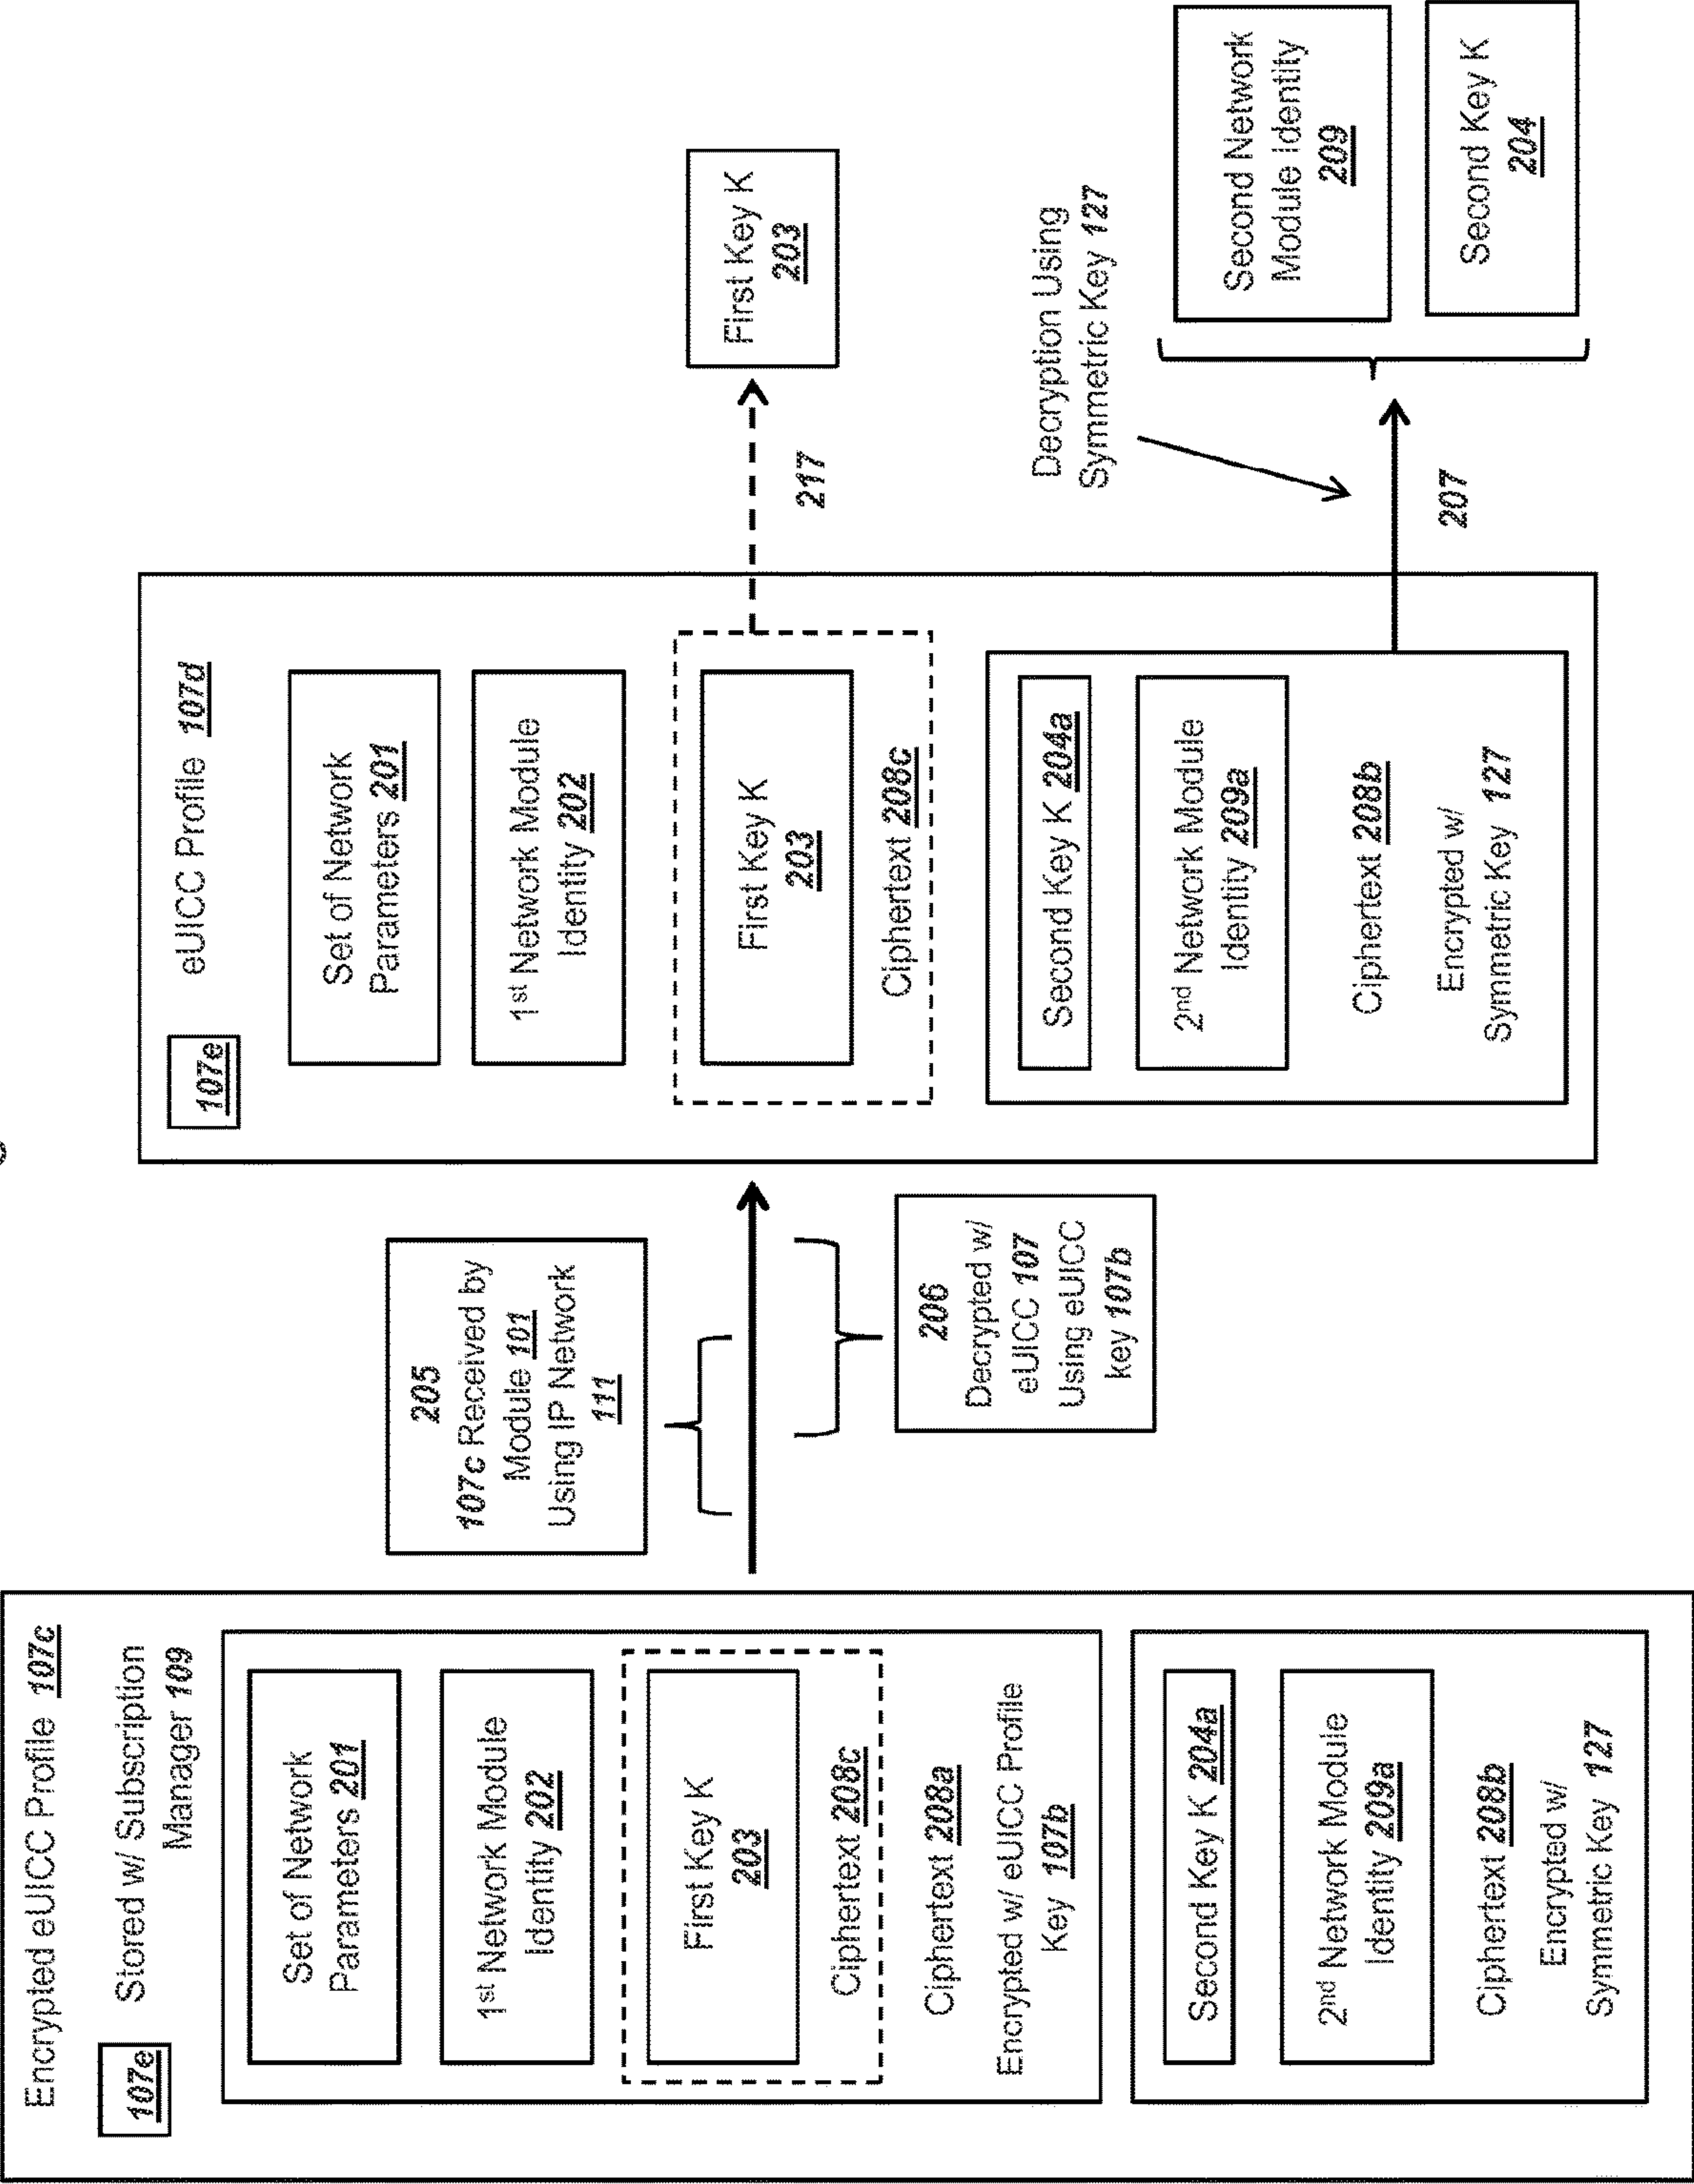 Encrypted eUICC Profile 107c
107e
Stored w/ Subscription
Manager 109
Set of Network
Parameters 201
1st Network Module
Identity 202
First Key K
203
Ciphertext 208c
Ciphertext 208a
Encrypted w/ eUICC Profile
Key 107b
Second Key K 204a
2nd Network Module
Identity 209a
Ciphertext 208b
Encrypted w/
Symmetric Key 127
205
107c Received by
Module 101
Using IP Network
111
206
Decrypted w/
eUICC 107
Using eUICC
key 107b
107e
eUICC Profile 107d
Set of Network
Parameters 201
1st Network Module
Identity 202
First Key K
203
Ciphertext 208c
Second Key K 204a
2nd Network Module
Identity 209a
Ciphertext 208b
Encrypted w/
Symmetric Key 127
217
First Key K
203
Decryption Using
Symmetric Key 127
207
Second Network
Module Identity
209
Second Key K
204